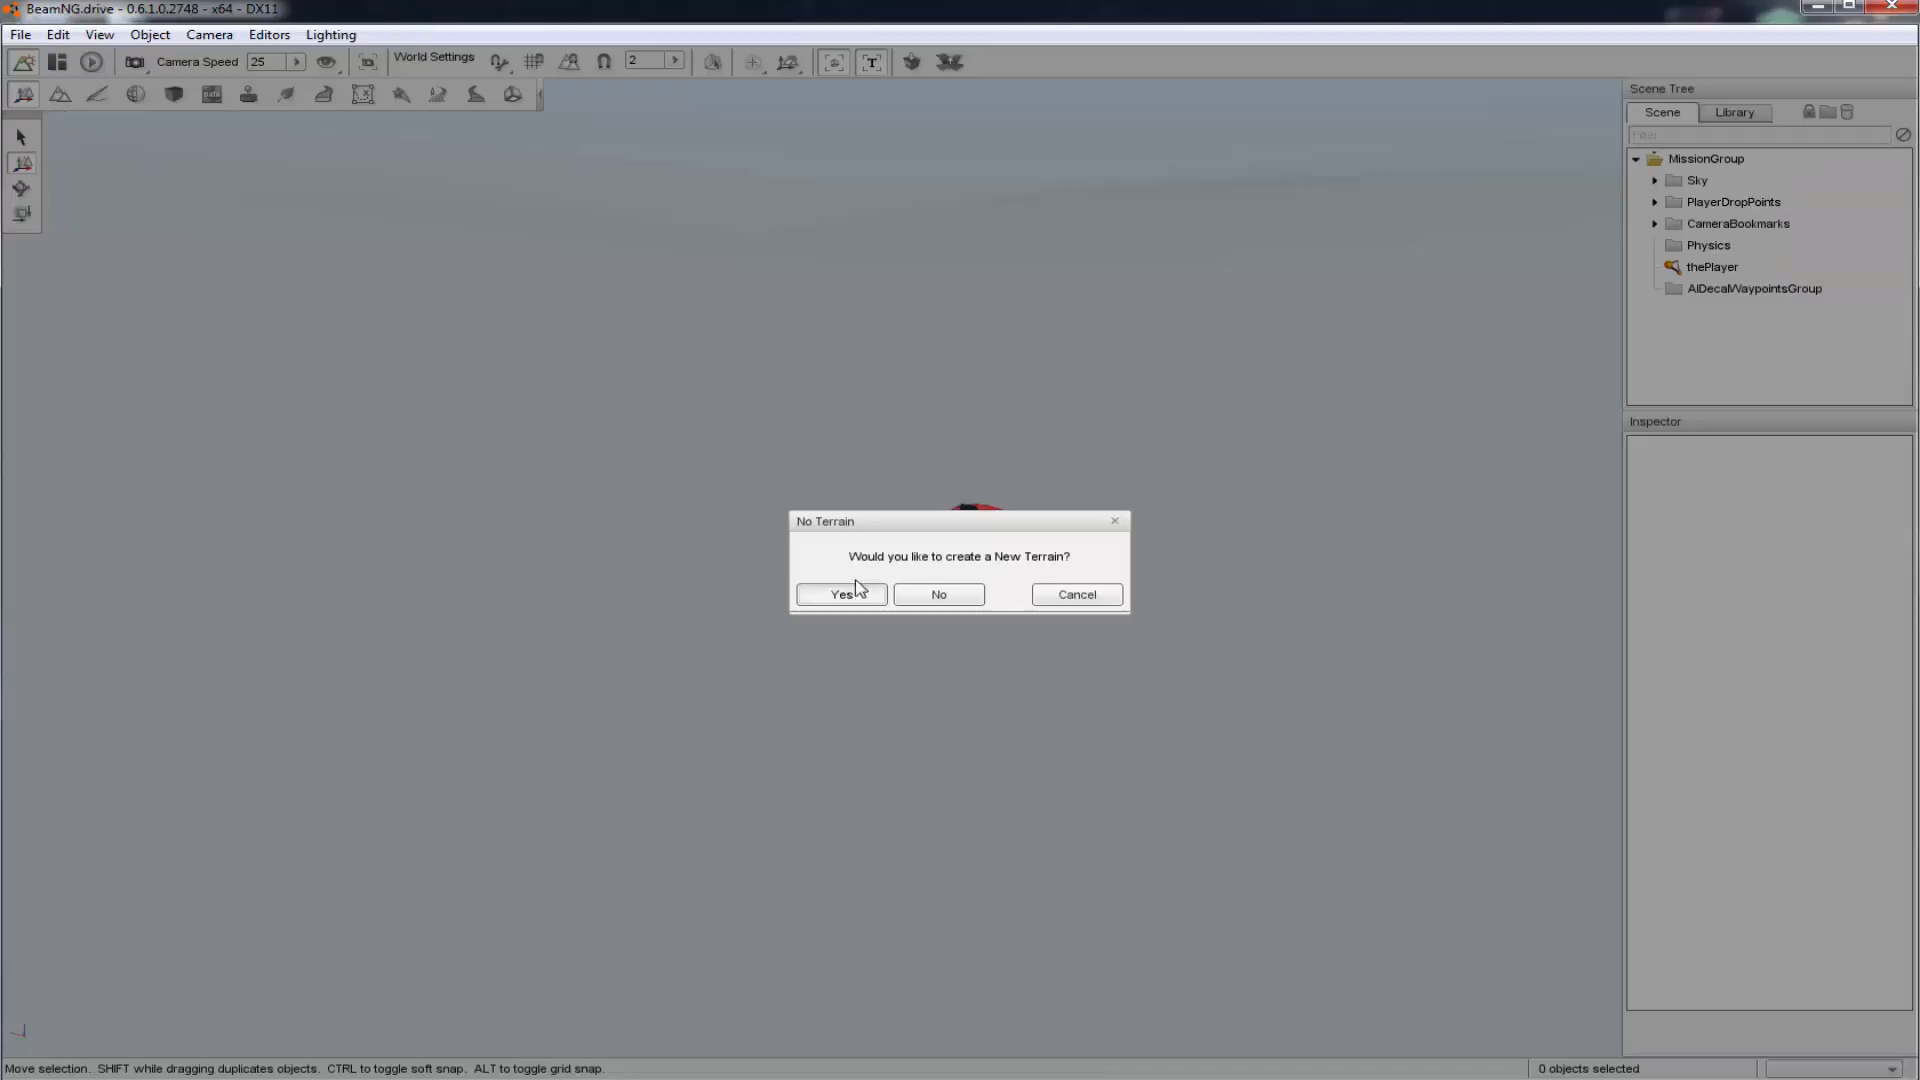 BeamNG.drive - 0.6.1.0.2748 - x64 - DX11
File Edit View Object Camera Editors Lighting
Camera Speed 25 World Settings 2
T
DATA
Scene Tree
Scene Library
Filter
MissionGroup
Sky
PlayerDropPoints
CameraBookmarks
Physics
thePlayer
AIDecalWaypointsGroup
Inspector
No Terrain
Would you like to create a New Terrain?
Yes No Cancel
Move selection. SHIFT while dragging duplicates objects. CTRL to toggle soft snap. ALT to toggle grid snap.
0 objects selected